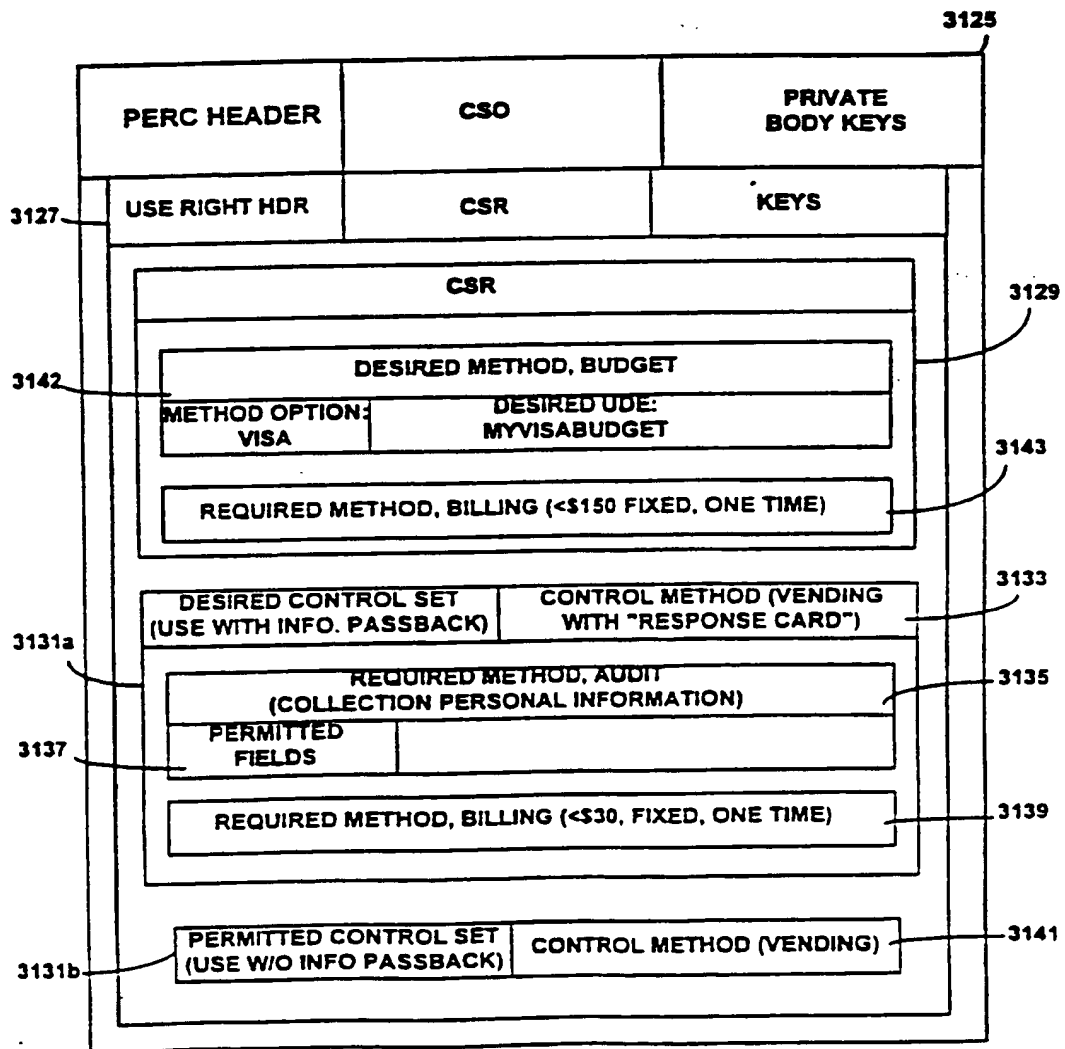 3125
PERC HEADER
CSO
PRIVATE
BODY KEYS
3127
USE RIGHT HDR
CSR
KEYS
CSR
3129
3142
DESIRED METHOD, BUDGET
METHOD OPTION:
VISA
DESIRED UDE:
MYVISABUDGET
3143
REQUIRED METHOD, BILLING (<$150 FIXED, ONE TIME)
3133
DESIRED CONTROL SET
(USE WITH INFO. PASSBACK)
CONTROL METHOD (VENDING
WITH "RESPONSE CARD")
3131a
REQUIRED METHOD, AUDIT
(COLLECTION PERSONAL INFORMATION)
3135
3137
PERMITTED
FIELDS
REQUIRED METHOD, BILLING (<$30, FIXED, ONE TIME)
3139
PERMITTED CONTROL SET
(USE W/O INFO PASSBACK)
CONTROL METHOD (VENDING)
3141
3131b